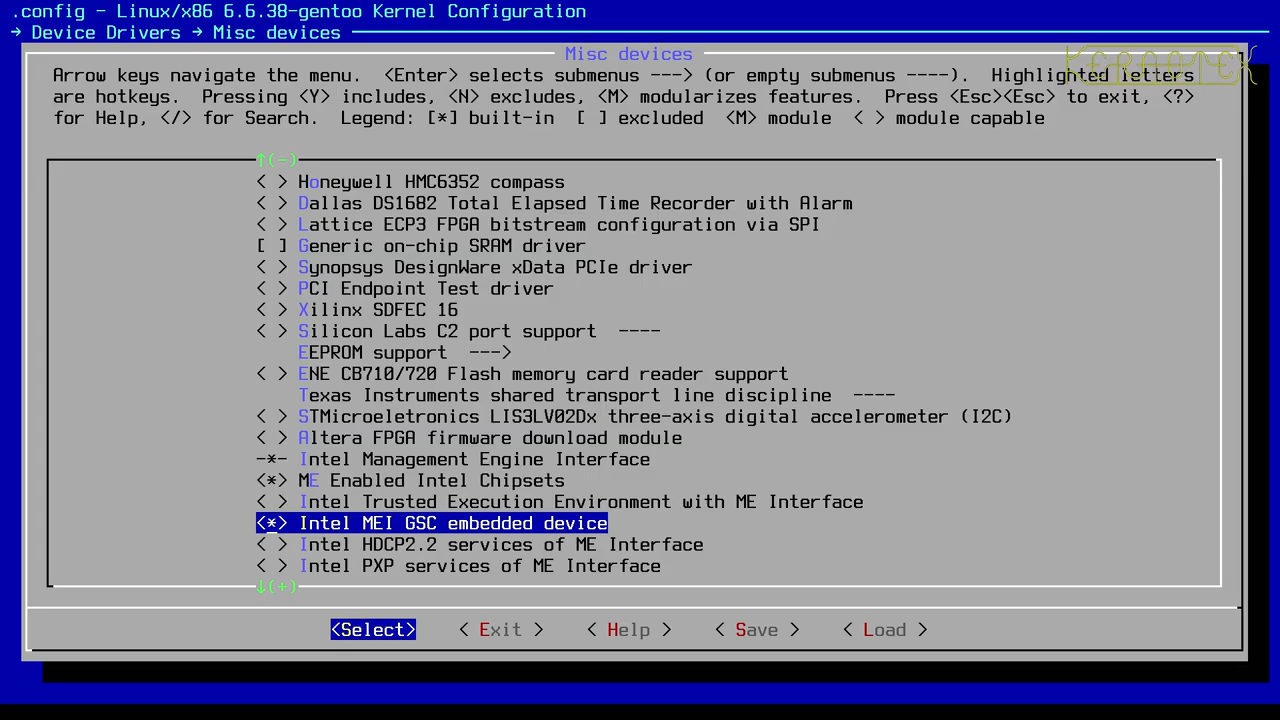 .config - Linux/x86 6.6.38-gentoo Kernel Configuration
→ Device Drivers → Misc devices
Misc devices
KERNOTEX
Arrow keys navigate the menu.  <Enter> selects submenus ---> (or empty submenus ----).  Highlighted letters
are hotkeys.  Pressing <Y> includes, <N> excludes, <M> modularizes features.  Press <Esc><Esc> to exit, <?>
for Help, </> for Search.  Legend: [*] built-in  [ ] excluded  <M> module  < > module capable
↑(-)
< > Honeywell HMC6352 compass
< > Dallas DS1682 Total Elapsed Time Recorder with Alarm
< > Lattice ECP3 FPGA bitstream configuration via SPI
[ ] Generic on-chip SRAM driver
< > Synopsys DesignWare xData PCIe driver
< > PCI Endpoint Test driver
< > Xilinx SDFEC 16
< > Silicon Labs C2 port support  ----
EEPROM support  --->
< > ENE CB710/720 Flash memory card reader support
Texas Instruments shared transport line discipline  ----
< > STMicroeletronics LIS3LV02Dx three-axis digital accelerometer (I2C)
< > Altera FPGA firmware download module
-*- Intel Management Engine Interface
<*> ME Enabled Intel Chipsets
< > Intel Trusted Execution Environment with ME Interface
<*> Intel MEI GSC embedded device
< > Intel HDCP2.2 services of ME Interface
< > Intel PXP services of ME Interface
↓(+)
<Select>    < Exit >    < Help >    < Save >    < Load >